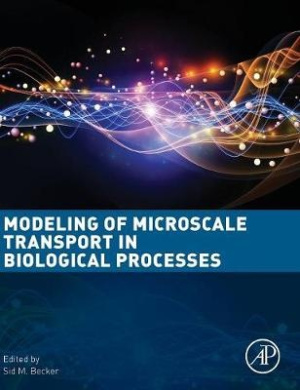 MODELING OF MICROSCALE
TRANSPORT IN
BIOLOGICAL PROCESSES
Edited by
Sid M. Becker
AP